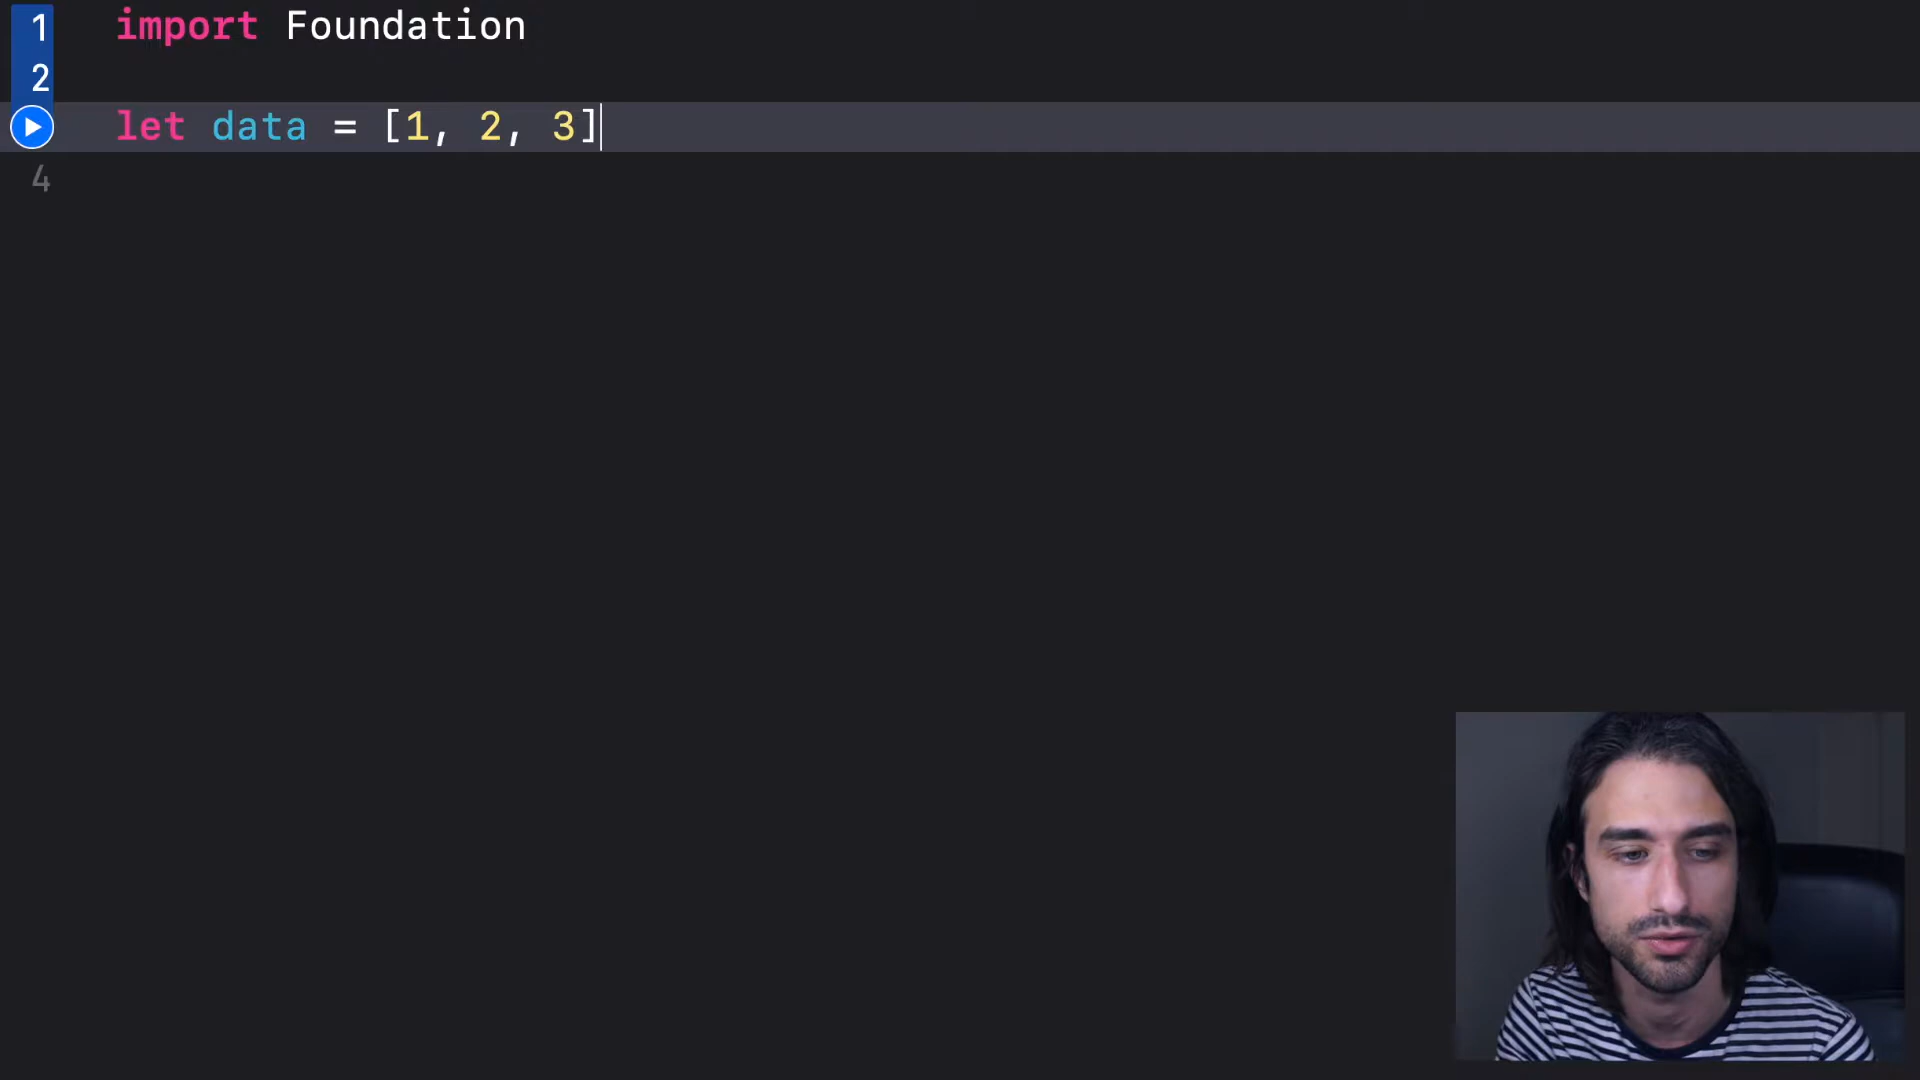 1 import Foundation
2
let data = [1, 2, 3]
4